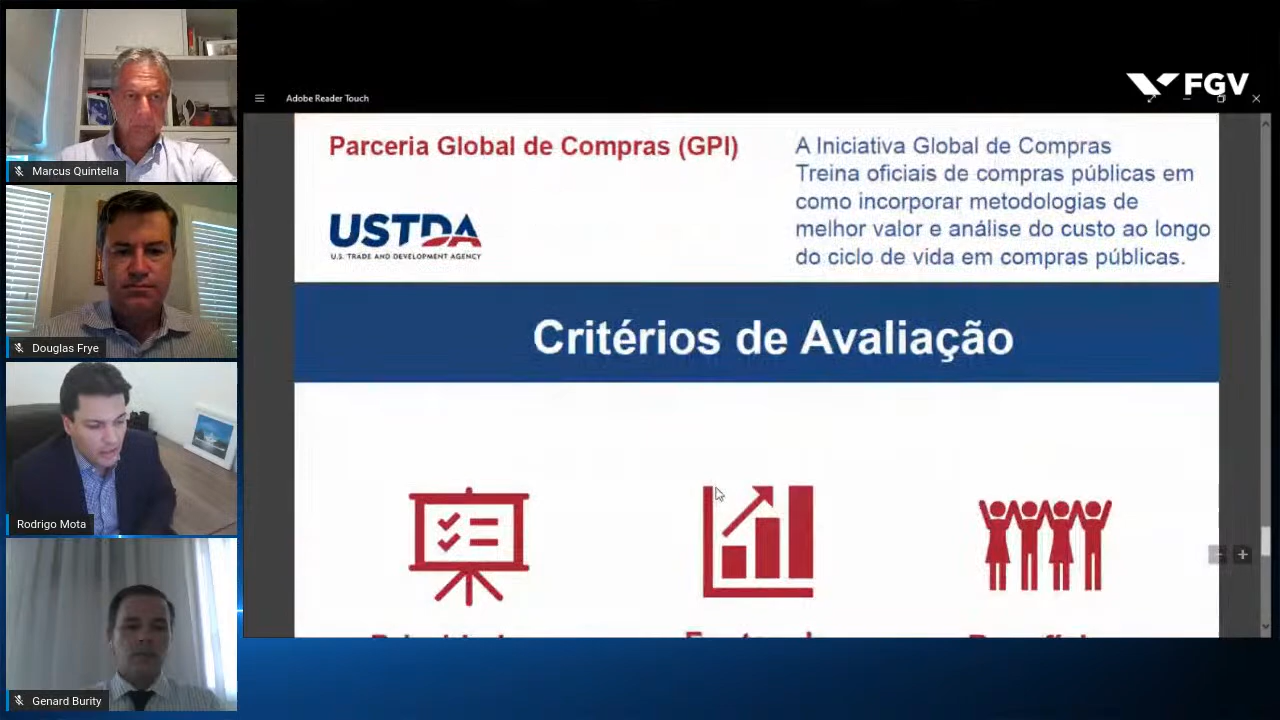 Marcus Quintella
Douglas Frye
Rodrigo Mota
Genard Burity
FGV
Adobe Reader Touch
Parceria Global de Compras (GPI)
USTDA
U.S. TRADE AND DEVELOPMENT AGENCY
A Iniciativa Global de Compras
Treina oficiais de compras públicas em
como incorporar metodologias de
melhor valor e análise do custo ao longo
do ciclo de vida em compras públicas.
Critérios de Avaliação